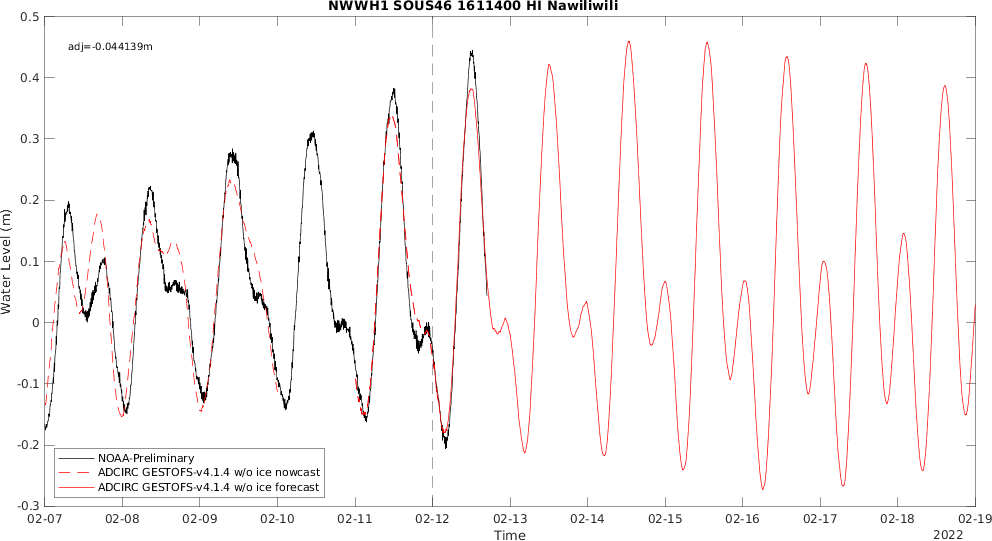 NWWH1 SOUS46 1611400 HI Nawiliwili
adj=-0.044139m
Water Level (m)
0.5
0.4
0.3
0.2
0.1
0
-0.1
-0.2
-0.3
NOAA-Preliminary
ADCIRC GESTOFS-v4.1.4 w/o ice nowcast
ADCIRC GESTOFS-v4.1.4 w/o ice forecast
02-07 02-08 02-09 02-10 02-11 02-12 02-13 02-14 02-15 02-16 02-17 02-18 02-19
Time
2022